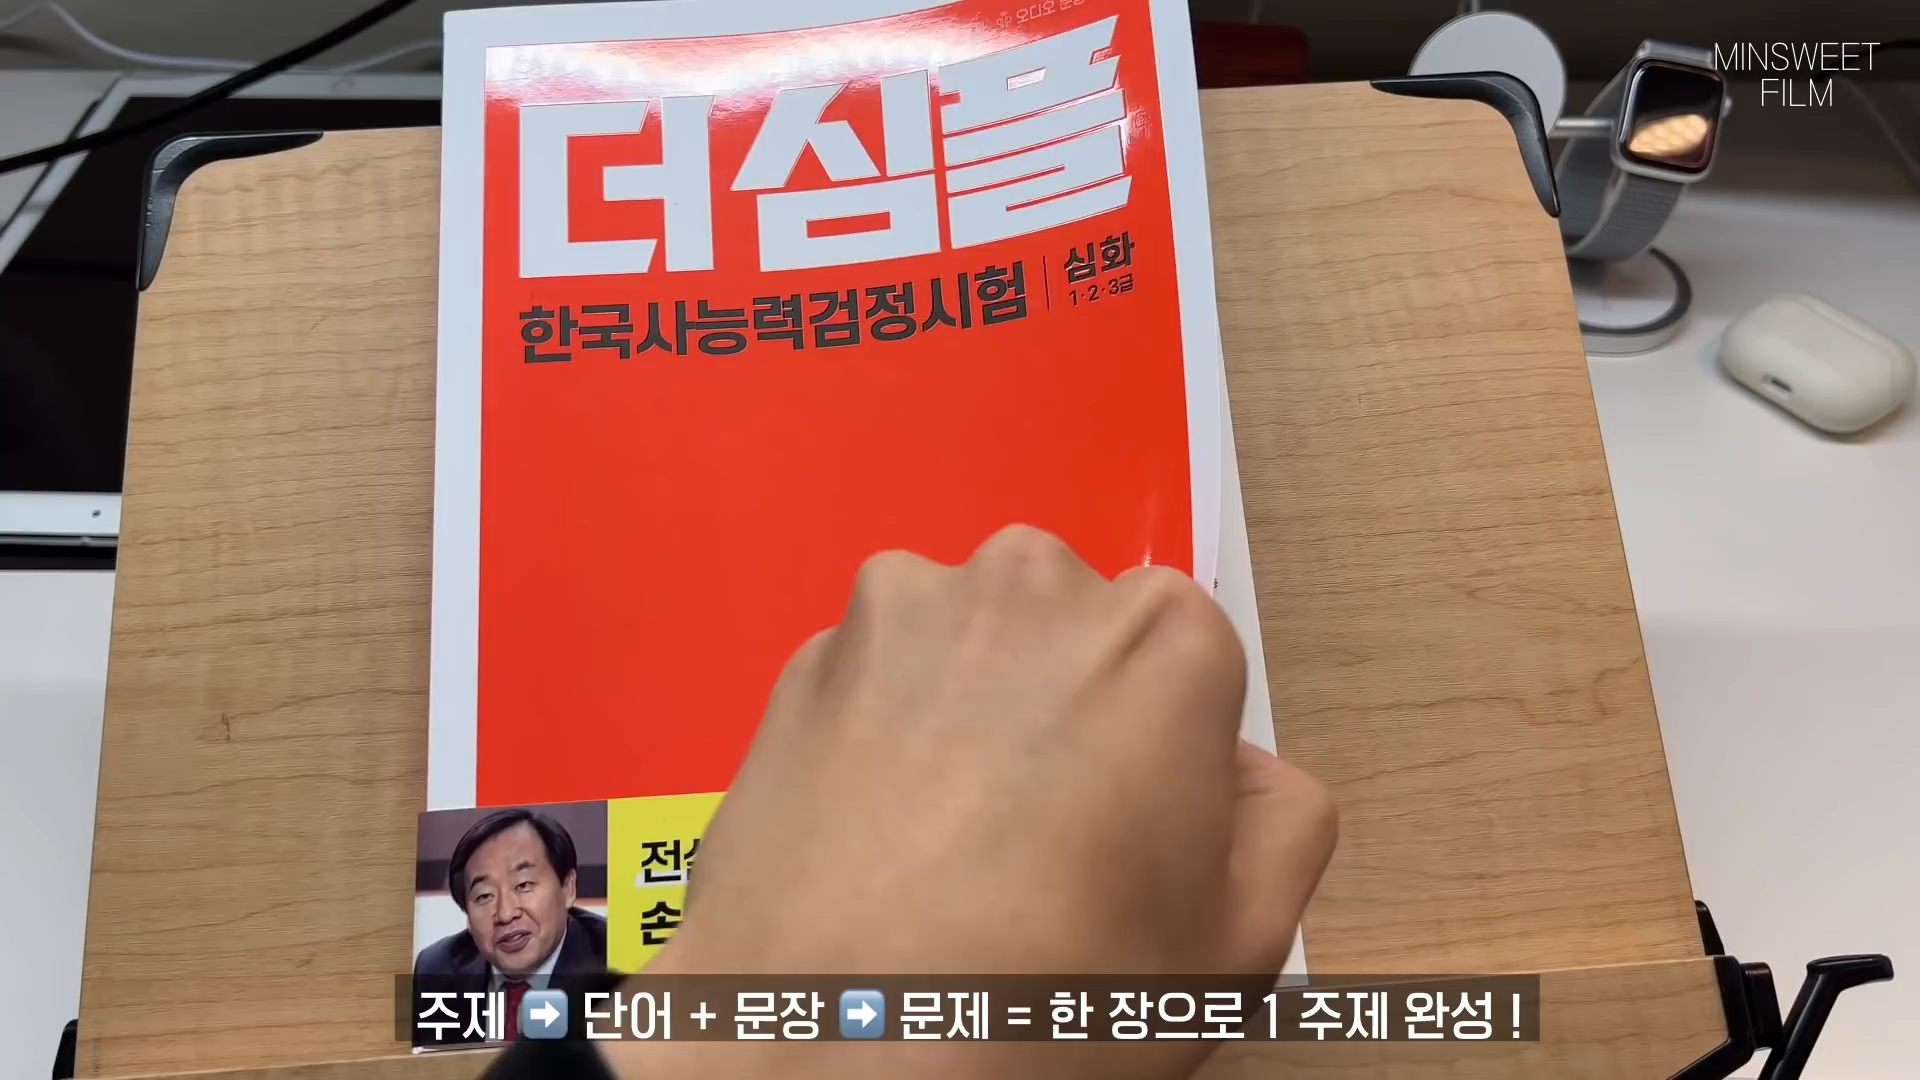 MINSWEET
FILM
더 심플
한국사능력검정시험 | 심화
1·2·3급
주제 ➡ 단어 + 문장 ➡ 문제 = 한 장으로 1 주제 완성 !